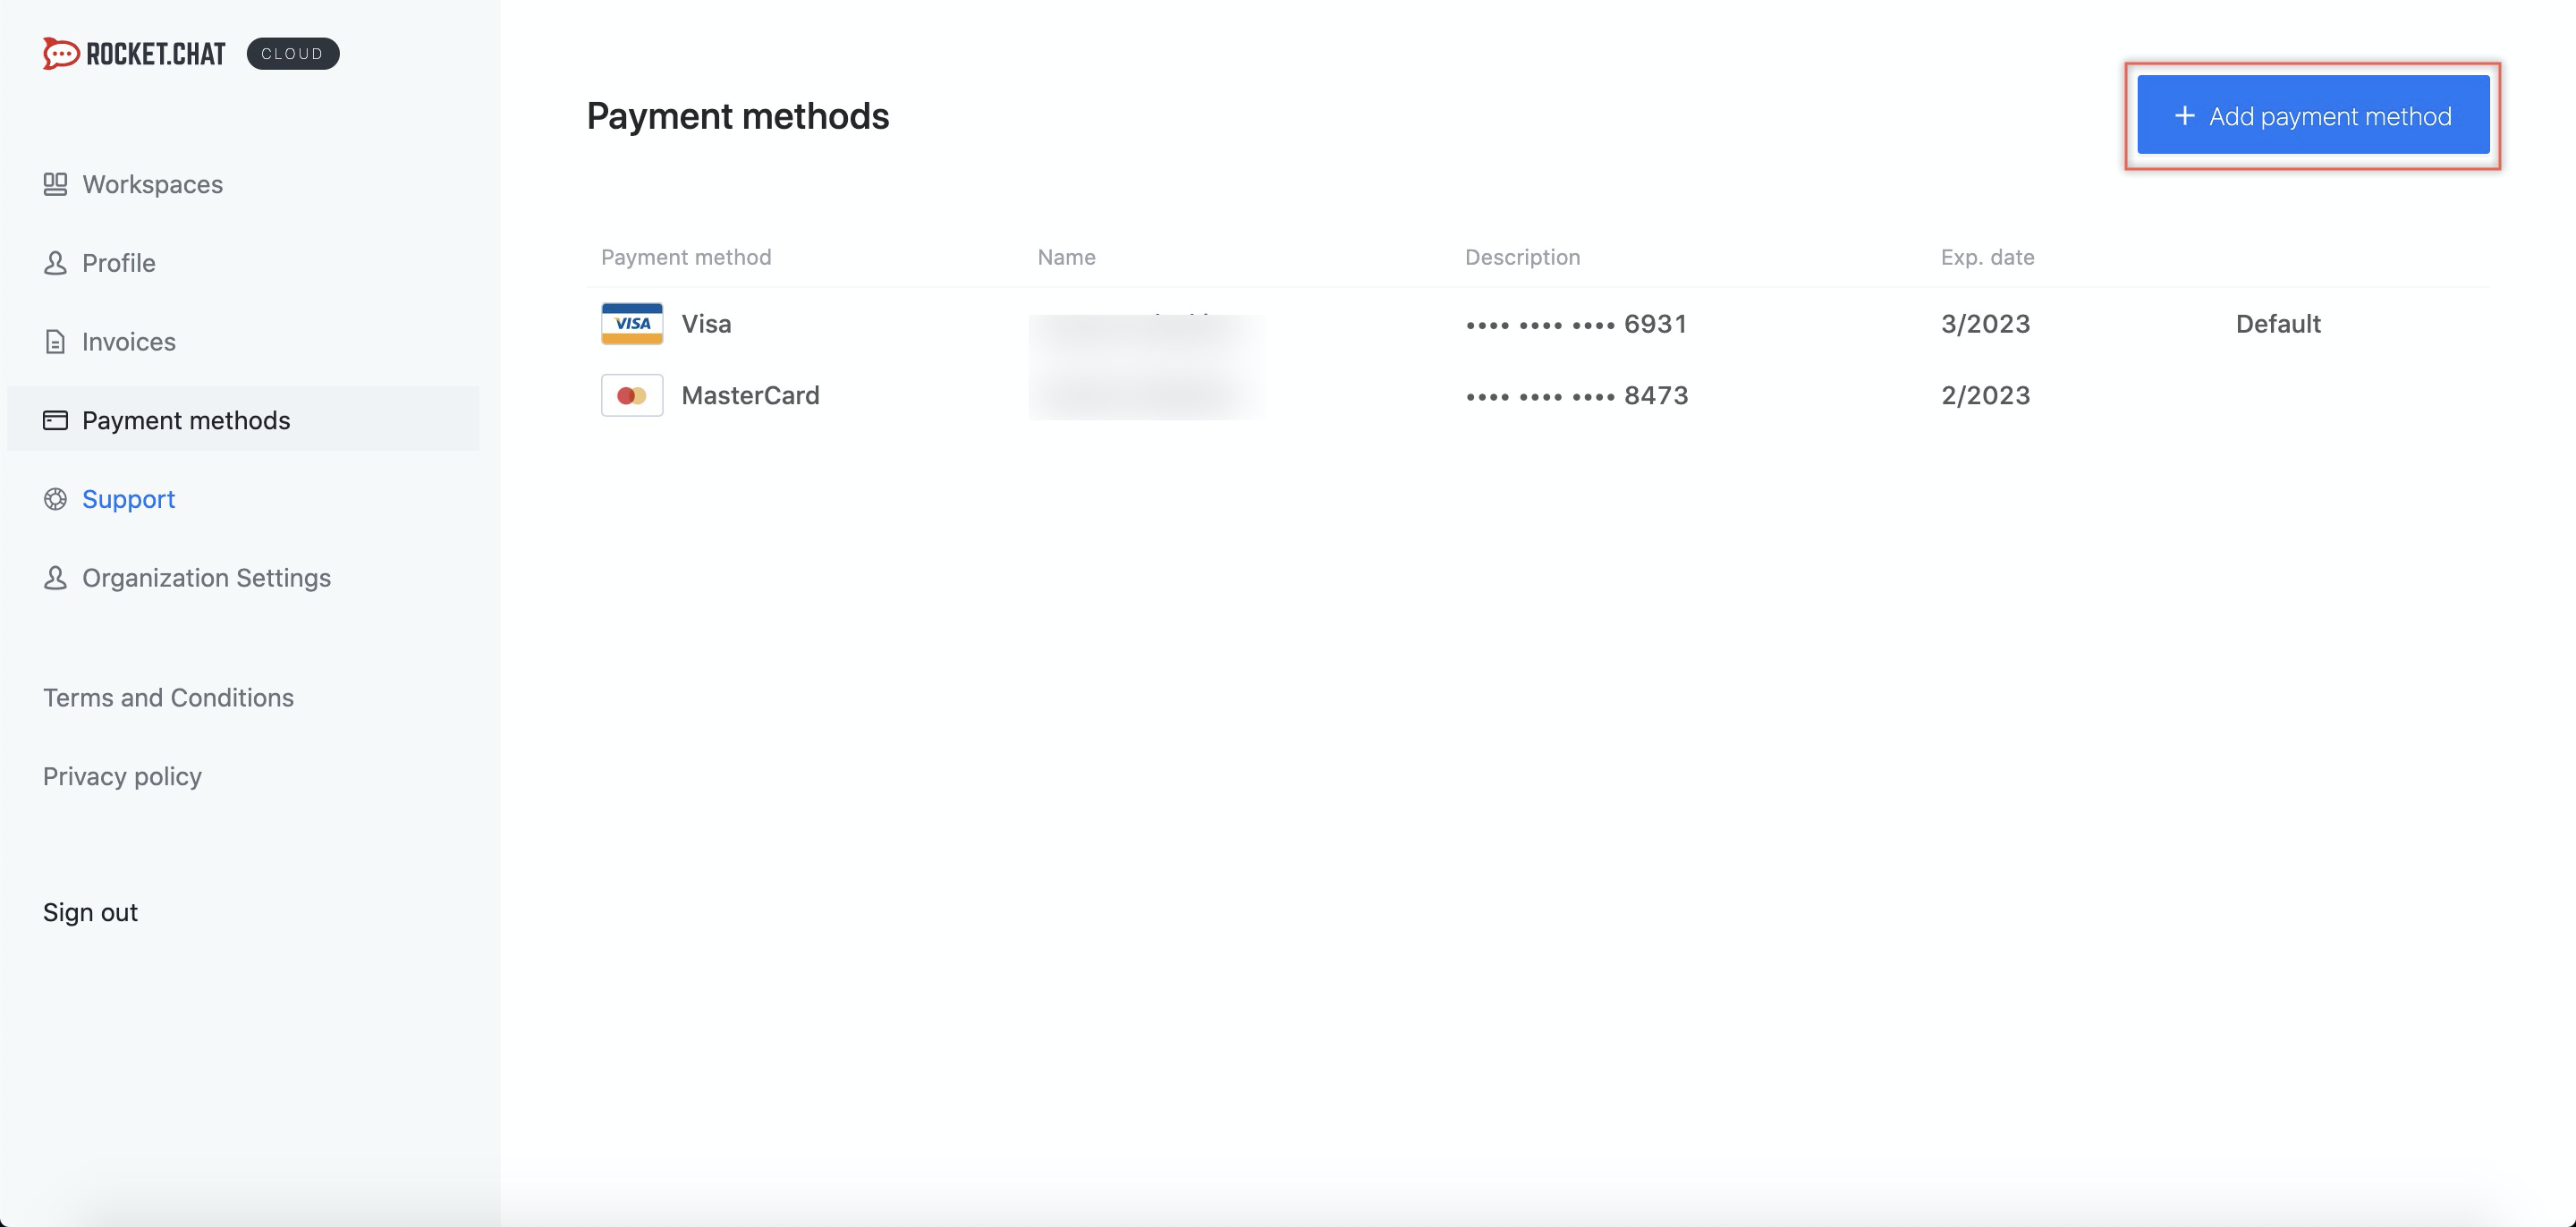 ROCKET.CHAT CLOUD
Payment methods
+ Add payment method
Workspaces
Profile
Invoices
Payment methods
Support
Organization Settings
Terms and Conditions
Privacy policy
Sign out
Payment method Name Description Exp. date
VISA Visa •••• •••• •••• 6931 3/2023 Default
MasterCard •••• •••• •••• 8473 2/2023